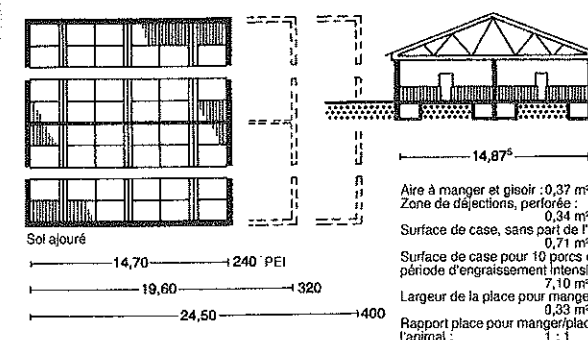 Sol ajouré
14,70 240 PEI
19,60 320
24,50 400
14,87⁵
Aire à manger et gisoir : 0,37 m²
Zone de déjections, perforée :
0,34 m²
Surface de case, sans part de l'
0,71 m²
Surface de case pour 10 porcs
période d'engraissement intensi
7,10 m²
Largeur de la place pour manger
0,33 m²
Rapport place pour manger/plac
l'animal : 1 : 1